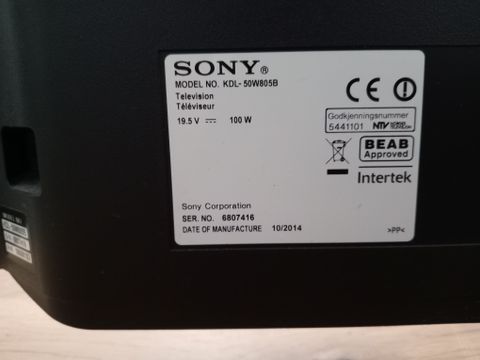 SONY®
MODEL NO. KDL- 50W805B
Television
Téléviseur
19.5 V 100 W
CE
Godkjenningsnummer
5441101 NTV
BEAB
Approved
Intertek
Sony Corporation
SER. NO. 6807416
DATE OF MANUFACTURE 10/2014
>PP<